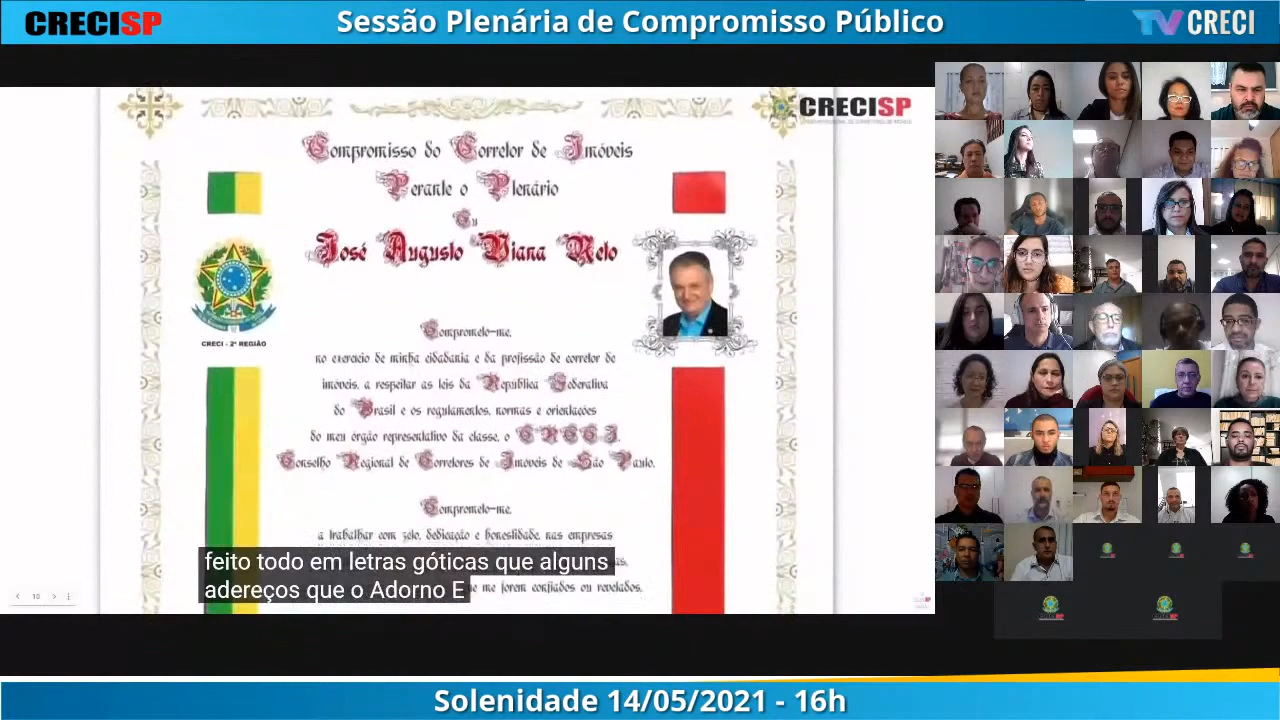 CRECISP
Sessão Plenária de Compromisso Público
TV CRECI
CRECISP
Compromisso do Corretor de Imóveis
Perante o Plenário
Eu
José Augusto Viana Neto
CRECI - 2ª REGIÃO
Comprometo-me,
no exercício de minha cidadania e da profissão de corretor de
imóveis, a respeitar as leis da República Federativa
do Brasil e os regulamentos, normas e orientações
do meu órgão representativo da classe, o CRECI,
Conselho Regional de Corretores de Imóveis de São Paulo.
Comprometo-me,
a trabalhar com zelo, dedicação e honestidade, nas empresas
feito todo em letras góticas que alguns
adereços que o Adorno E
me forem confiados ou revelados.
10
Solenidade 14/05/2021 - 16h